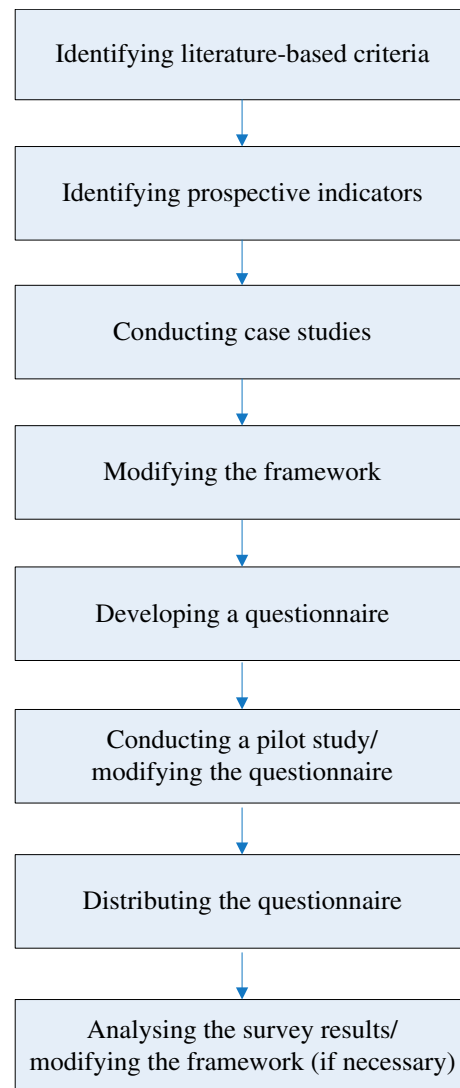 Identifying literature-based criteria
Identifying prospective indicators
Conducting case studies
Modifying the framework
Developing a questionnaire
Conducting a pilot study/
modifying the questionnaire
Distributing the questionnaire
Analysing the survey results/
modifying the framework (if necessary)